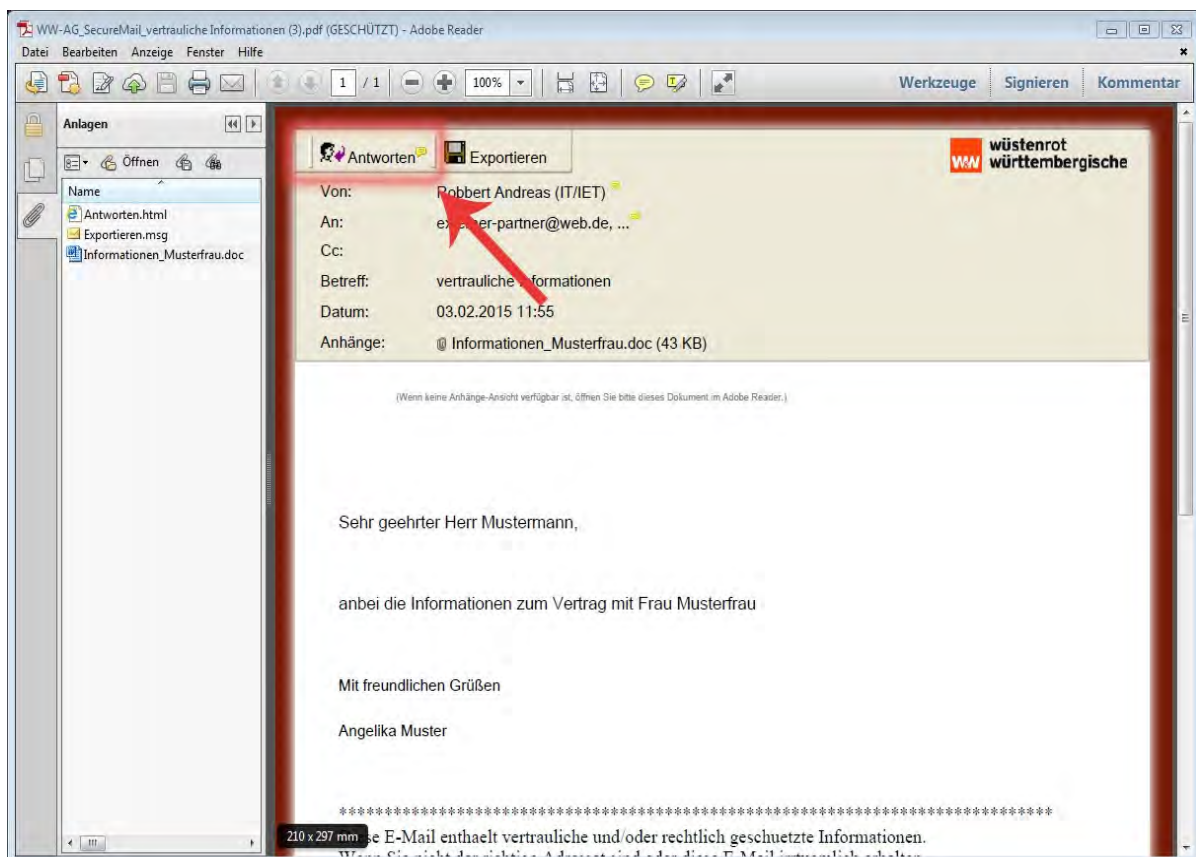 WW-AG_SecureMail_vertrauliche Informationen (3).pdf (GESCHÜTZT) - Adobe Reader
Datei Bearbeiten Anzeige Fenster Hilfe
1 / 1 100% Werkzeuge Signieren Kommentar
Anlagen
Öffnen
Name
Antworten.html
Exportieren.msg
Informationen_Musterfrau.doc
Antworten Exportieren
wüstenrot
württembergische
Von: Robbert Andreas (IT/IET)
An: -partner@web.de, ...
Cc:
Betreff: vertrauliche
Datum: 03.02.2015 11:55
Anhänge: Informationen_Musterfrau.doc (43 KB)
(Wenn keine Anhänge-Ansicht verfügbar ist, öffnen Sie bitte dieses Dokument im Adobe Reader.)
Sehr geehrter Herr Mustermann,
anbei die Informationen zum Vertrag mit Frau Musterfrau
Mit freundlichen Grüßen
Angelika Muster
******************************************************************************
210 x 297 mm
E-Mail enthaelt vertrauliche und/oder rechtlich geschuetzte Informationen.